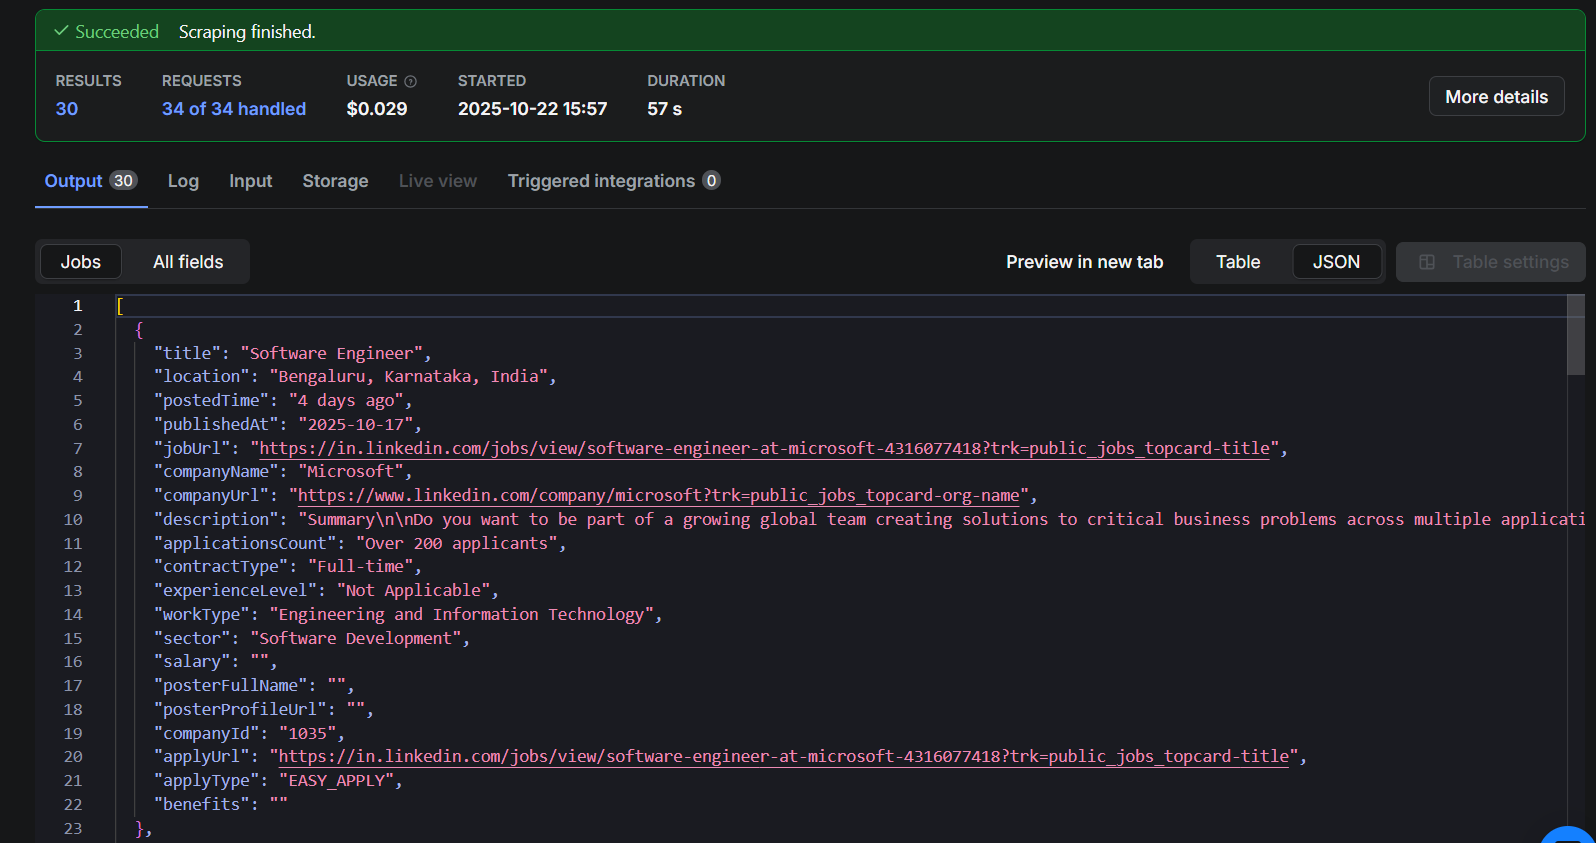 Succeeded Scraping finished.
RESULTS REQUESTS USAGE STARTED DURATION
30 34 of 34 handled $0.029 2025-10-22 15:57 57 s
More details
Output 30 Log Input Storage Live view Triggered integrations 0
Jobs All fields Preview in new tab Table JSON Table settings
1 [
2 {
3 "title": "Software Engineer",
4 "location": "Bengaluru, Karnataka, India",
5 "postedTime": "4 days ago",
6 "publishedAt": "2025-10-17",
7 "jobUrl": "https://in.linkedin.com/jobs/view/software-engineer-at-microsoft-4316077418?trk=public_jobs_topcard-title",
8 "companyName": "Microsoft",
9 "companyUrl": "https://www.linkedin.com/company/microsoft?trk=public_jobs_topcard-org-name",
10 "description": "Summary\n\nDo you want to be part of a growing global team creating solutions to critical business problems across multiple applicati
11 "applicationsCount": "Over 200 applicants",
12 "contractType": "Full-time",
13 "experienceLevel": "Not Applicable",
14 "workType": "Engineering and Information Technology",
15 "sector": "Software Development",
16 "salary": "",
17 "posterFullName": "",
18 "posterProfileUrl": "",
19 "companyId": "1035",
20 "applyUrl": "https://in.linkedin.com/jobs/view/software-engineer-at-microsoft-4316077418?trk=public_jobs_topcard-title",
21 "applyType": "EASY_APPLY",
22 "benefits": ""
23 },